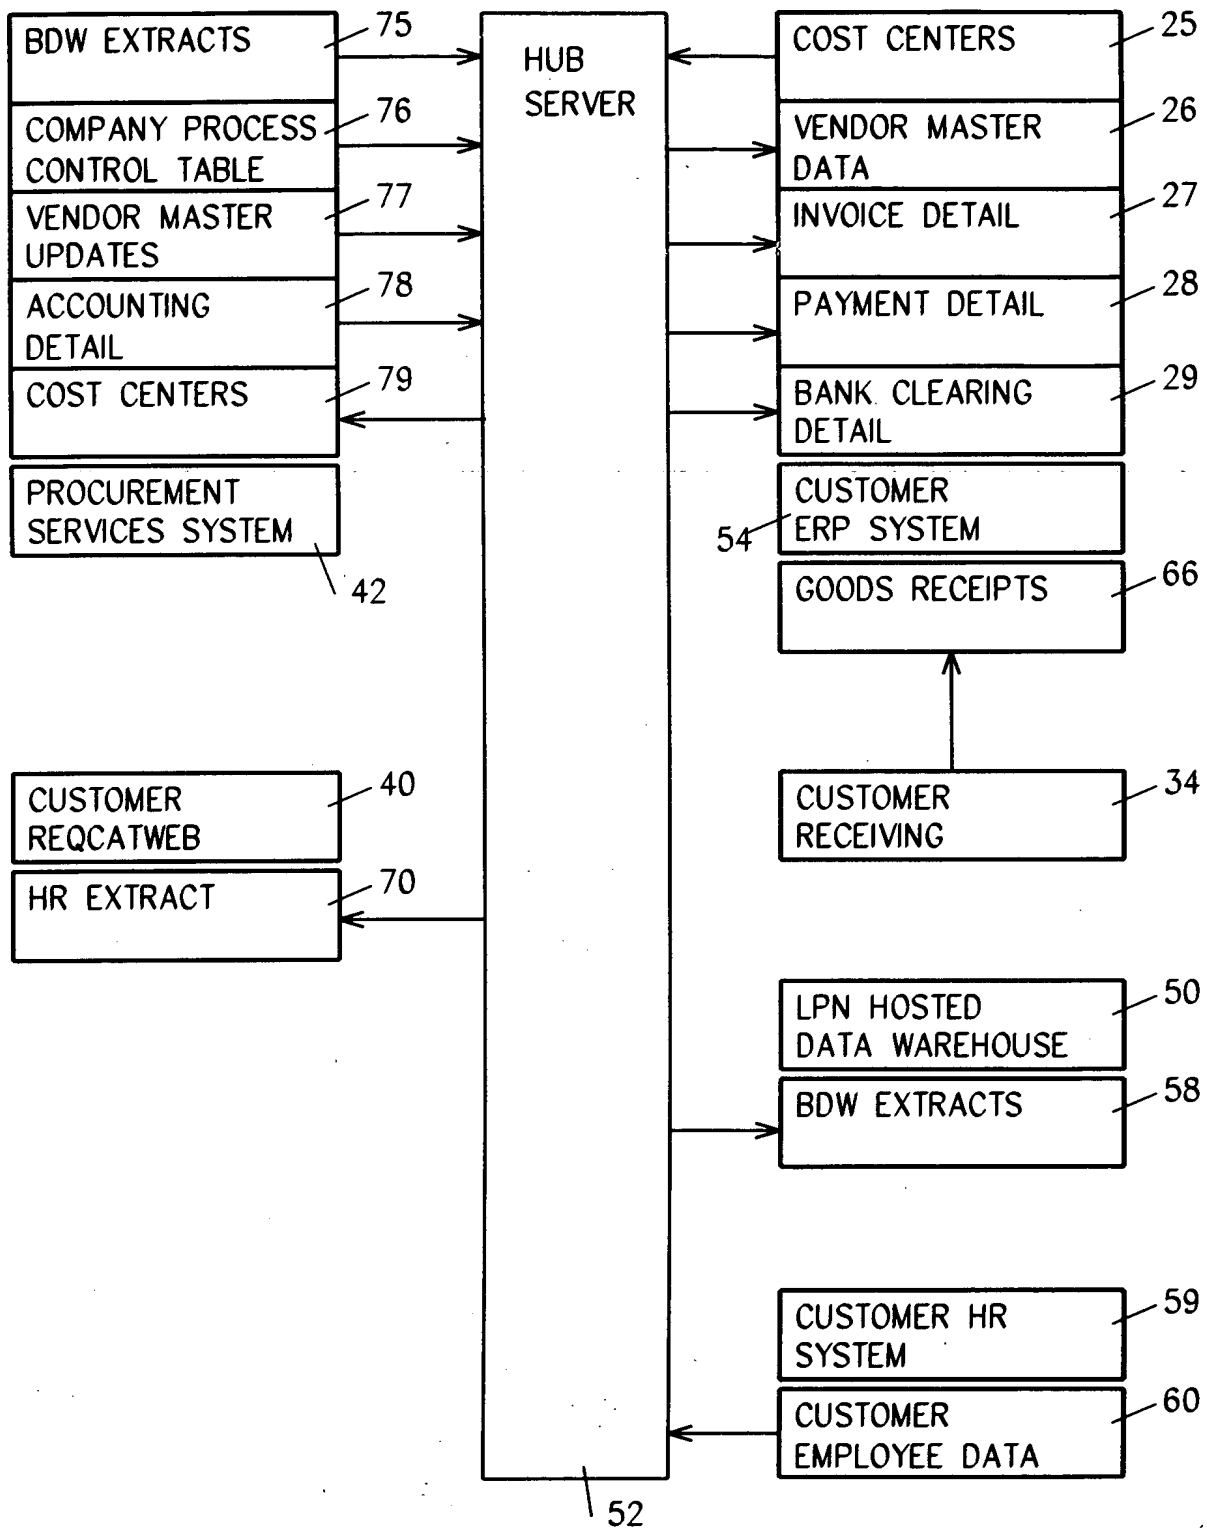 BDW EXTRACTS
75
COMPANY PROCESS
CONTROL TABLE
76
VENDOR MASTER
UPDATES
77
ACCOUNTING
DETAIL
78
COST CENTERS
79
PROCUREMENT
SERVICES SYSTEM
42
CUSTOMER
REQCATWEB
40
HR EXTRACT
70
HUB
SERVER
52
COST CENTERS
25
VENDOR MASTER
DATA
26
INVOICE DETAIL
27
PAYMENT DETAIL
28
BANK CLEARING
DETAIL
29
CUSTOMER
ERP SYSTEM
54
GOODS RECEIPTS
66
CUSTOMER
RECEIVING
34
LPN HOSTED
DATA WAREHOUSE
50
BDW EXTRACTS
58
CUSTOMER HR
SYSTEM
59
CUSTOMER
EMPLOYEE DATA
60